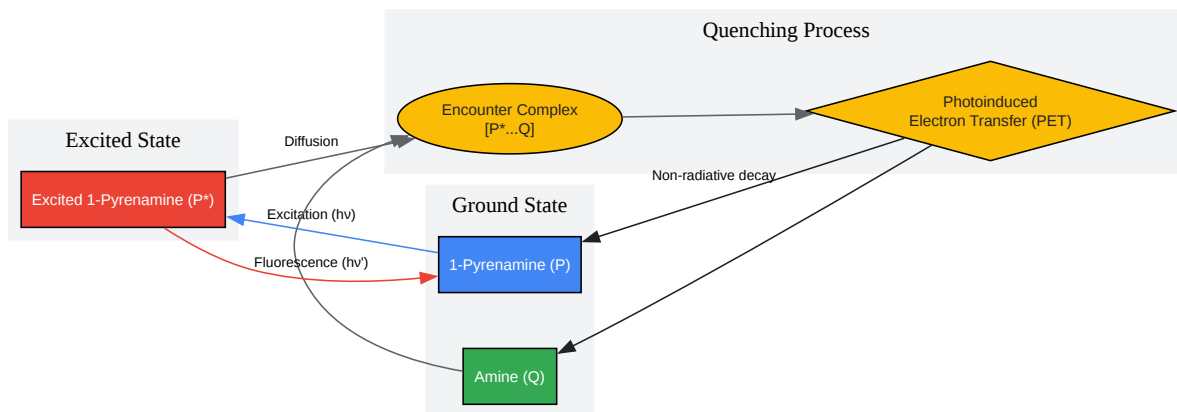 Quenching Process
Encounter Complex
[P*...Q]
Photoinduced
Electron Transfer (PET)
Excited State
Diffusion
Excited 1-Pyrenamine (P*)
Non-radiative decay
Ground State
Excitation (hν)
Fluorescence (hν')
1-Pyrenamine (P)
Amine (Q)